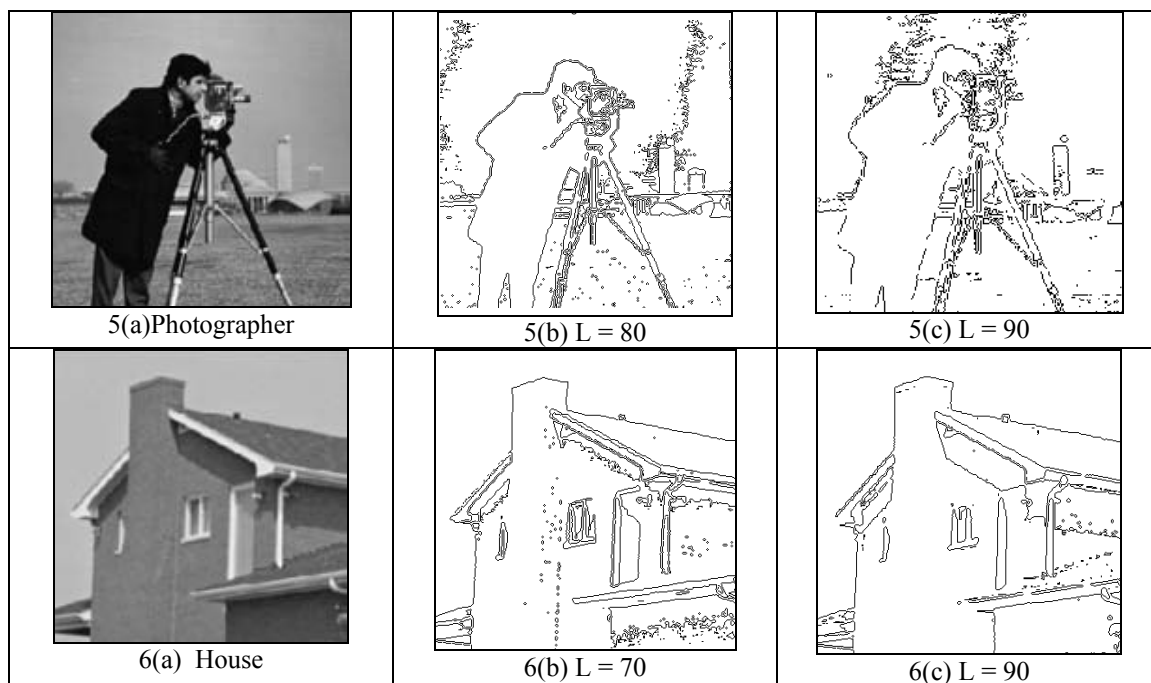 5(a)Photographer
5(b) L = 80
5(c) L = 90
6(a) House
6(b) L = 70
6(c) L = 90